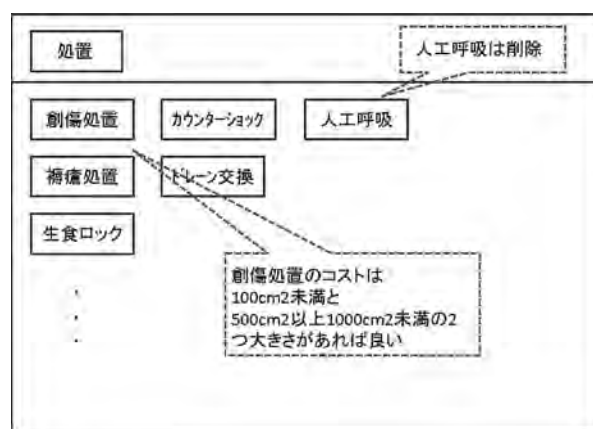 処置
人工呼吸は削除
創傷処置
カウンターショック
人工呼吸
褥瘡処置
ドレーン交換
生食ロック
創傷処置のコストは
100cm2未満と
500cm2以上1000cm2未満の2
つ大きさがあれば良い